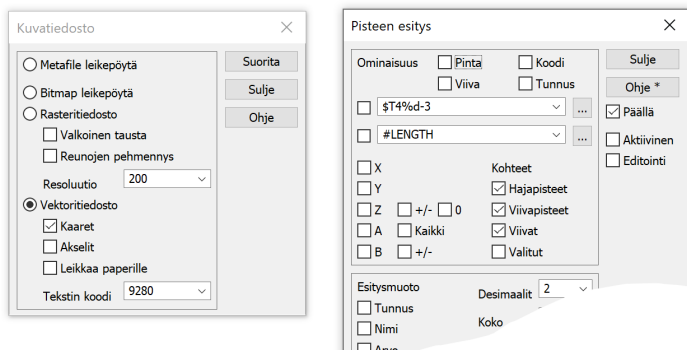 Kuvatiedosto
Metafile leikepöytä
Suorita
Bitmap leikepöytä
Sulje
Rasteritiedosto
Ohje
Valkoinen tausta
Reunojen pehmennys
Resoluutio 200
Vektoritiedosto
Kaaret
Akselit
Leikkaa paperille
Tekstin koodi 9280
Pisteen esitys
Ominaisuus Pinta Koodi
Viiva Tunnus
$T4%d-3 ...
#LENGTH ...
Sulje
Ohje *
Päällä
Aktiivinen
Editointi
X Kohteet
Y Hajapisteet
Z +/- 0 Viivapisteet
A Kaikki Viivat
B +/- Valitut
Esitysmuoto Desimaalit 2
Tunnus
Nimi Koko